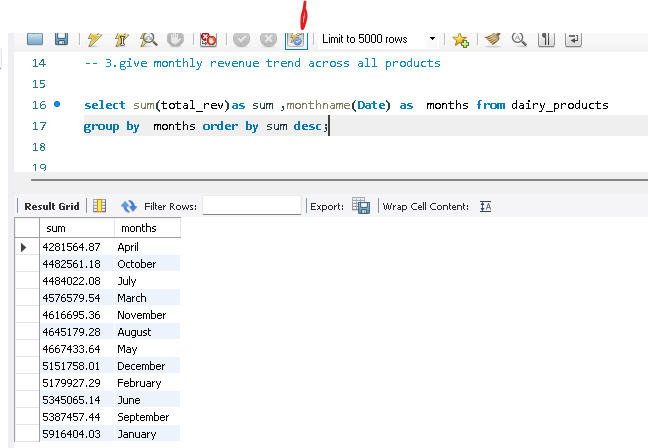 Limit to 5000 rows
14 -- 3.give monthly revenue trend across all products
15
16 select sum(total_rev)as sum ,monthname(Date) as months from dairy_products
17 group by months order by sum desc;
18
19
Result Grid Filter Rows: Export: Wrap Cell Content: IA
sum months
4281564.87 April
4482561.18 October
4484022.08 July
4576579.54 March
4616695.36 November
4645179.28 August
4667433.64 May
5151758.01 December
5179927.29 February
5345065.14 June
5387457.44 September
5916404.03 January